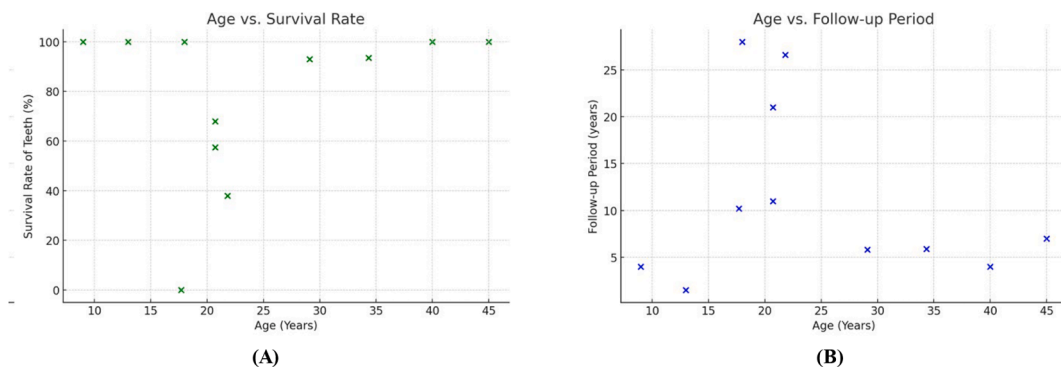 Age vs. Survival Rate
Survival Rate of Teeth (%)
100
80
60
40
20
0
10 15 20 25 30 35 40 45
Age (Years)
(A)
Age vs. Follow-up Period
Follow-up Period (years)
25
20
15
10
5
10 15 20 25 30 35 40 45
Age (Years)
(B)